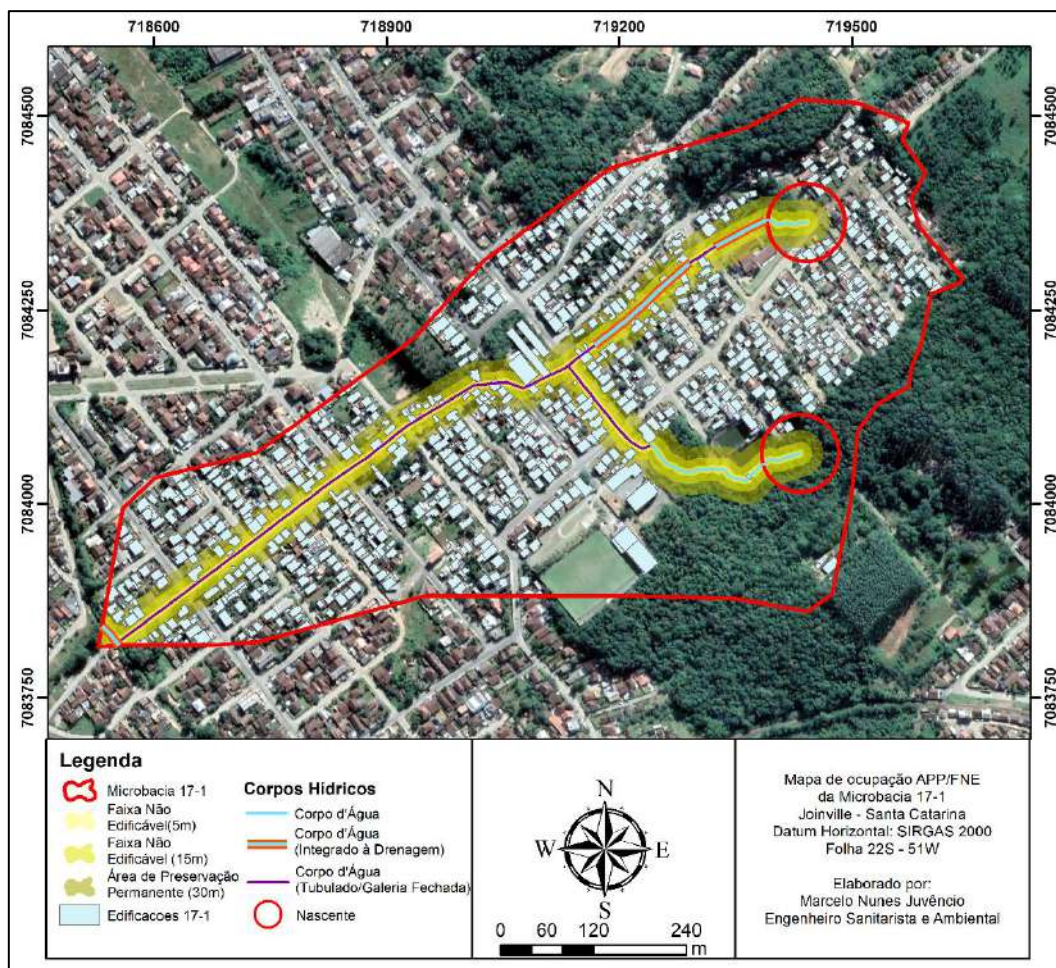 718600 718900 719200 719500
7084500 7084500
7084250 7084250
7084000 7084000
7083750 7083750
Legenda
Microbacia 17-1
Faixa Não
Edificável(5m)
Faixa Não
Edificável (15m)
Área de Preservação
Permanente (30m)
Edificacoes 17-1
Corpos Hídricos
Corpo d'Água
Corpo d'Água
(Integrado à Drenagem)
Corpo d'Água
(Tubulado/Galeria Fechada)
Nascente
N
W E
S
0 60 120 240
m
Mapa de ocupação APP/FNE
da Microbacia 17-1
Joinville - Santa Catarina
Datum Horizontal: SIRGAS 2000
Folha 22S - 51W
Elaborado por:
Marcelo Nunes Juvêncio
Engenheiro Sanitarista e Ambiental